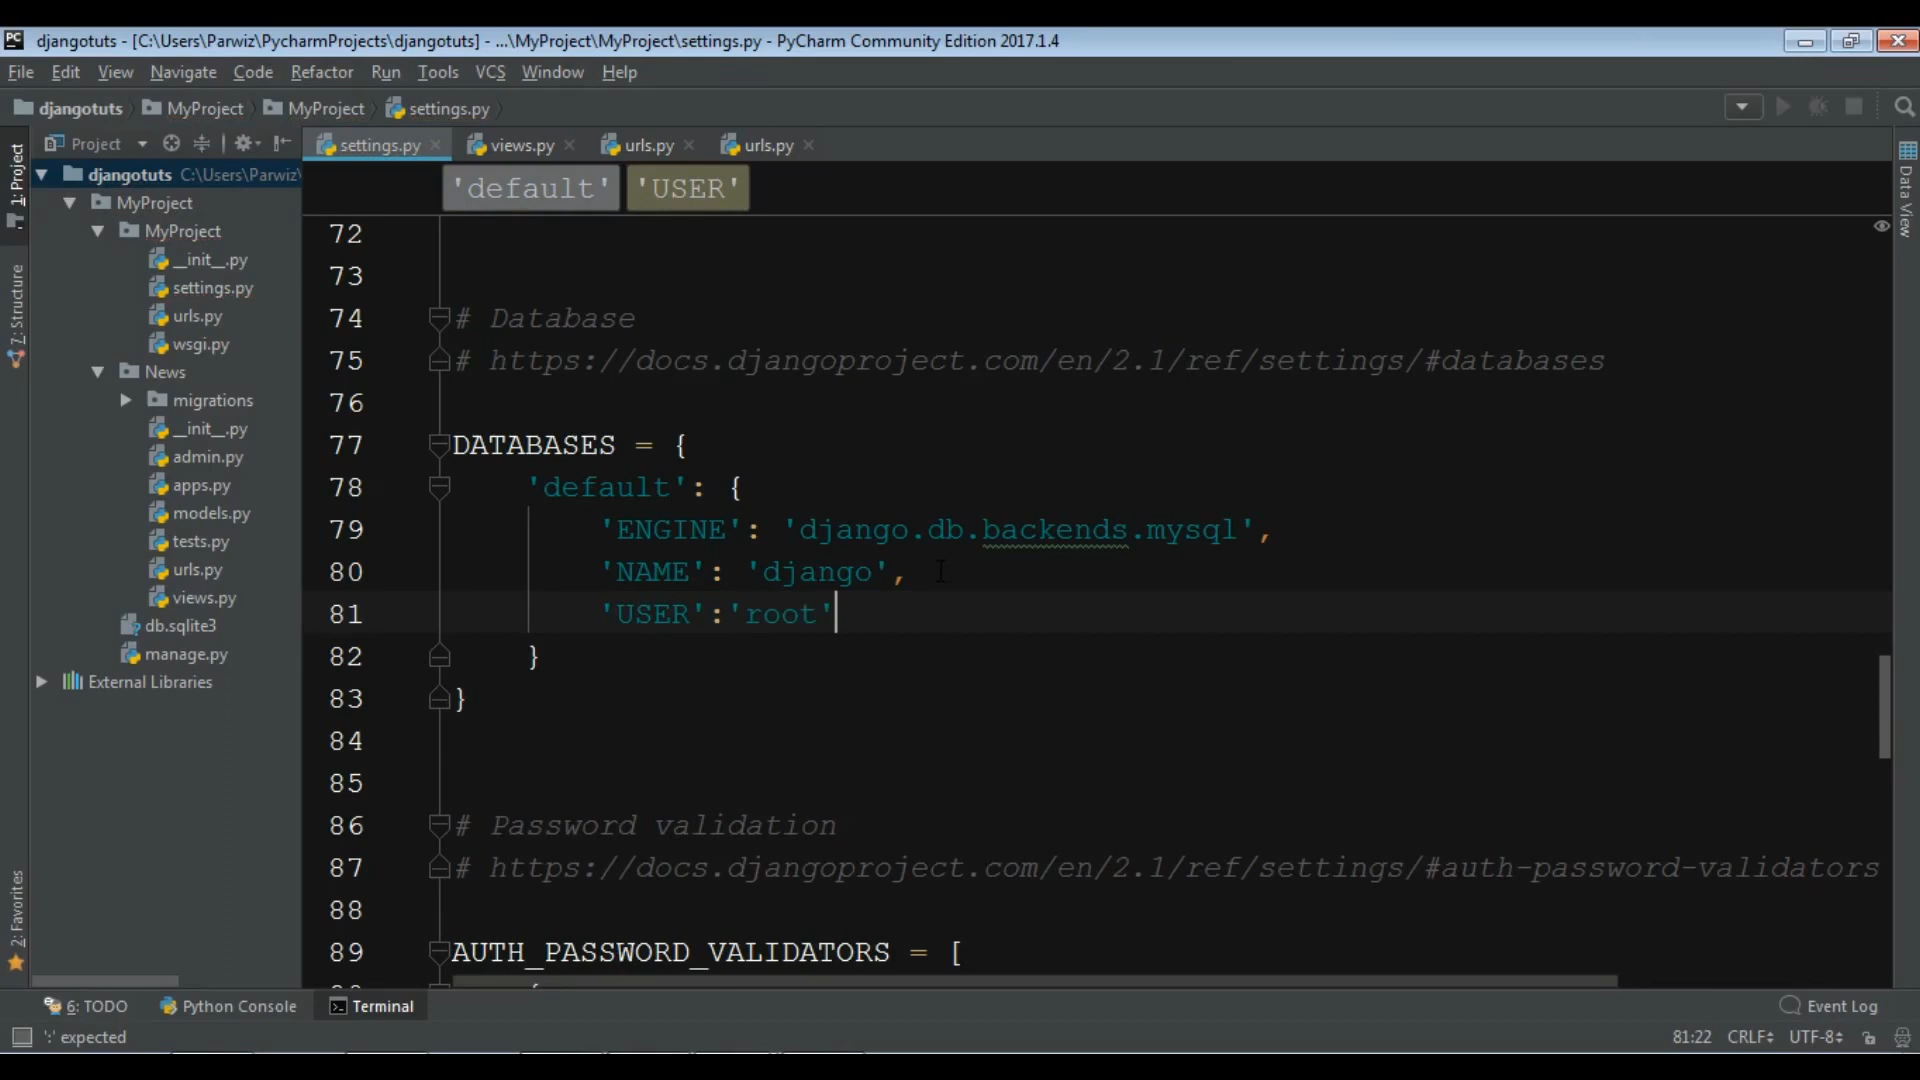 PC djangotuts - [C:\Users\Parwiz\PycharmProjects\djangotuts] - ...\MyProject\MyProject\settings.py - PyCharm Community Edition 2017.1.4
File Edit View Navigate Code Refactor Run Tools VCS Window Help
djangotuts MyProject MyProject settings.py
Project
settings.py views.py urls.py urls.py
'default' 'USER'
1: Project
7: Structure
2: Favorites
djangotuts C:\Users\Parwiz\
MyProject
MyProject
__init__.py
settings.py
urls.py
wsgi.py
News
migrations
__init__.py
admin.py
apps.py
models.py
tests.py
urls.py
views.py
db.sqlite3
manage.py
External Libraries
72
73
74 # Database
75 # https://docs.djangoproject.com/en/2.1/ref/settings/#databases
76
77 DATABASES = {
78 'default': {
79 'ENGINE': 'django.db.backends.mysql',
80 'NAME': 'django',
81 'USER':'root'
82 }
83 }
84
85
86 # Password validation
87 # https://docs.djangoproject.com/en/2.1/ref/settings/#auth-password-validators
88
89 AUTH_PASSWORD_VALIDATORS = [
Data View
6: TODO Python Console Terminal Event Log
':' expected 81:22 CRLF UTF-8